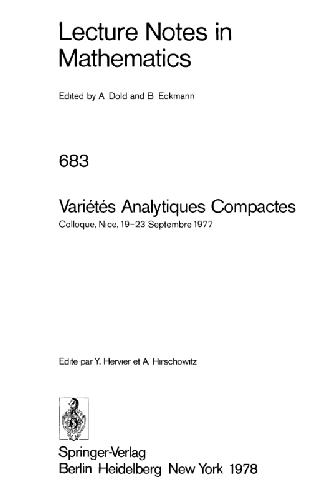 Lecture Notes in
Mathematics
Edited by A. Dold and B. Eckmann
683
Variétés Analytiques Compactes
Colloque, Nice, 19-23 Septembre 1977
Edite par Y. Hervier et A. Hirschowitz
Springer-Verlag
Berlin Heidelberg New York 1978